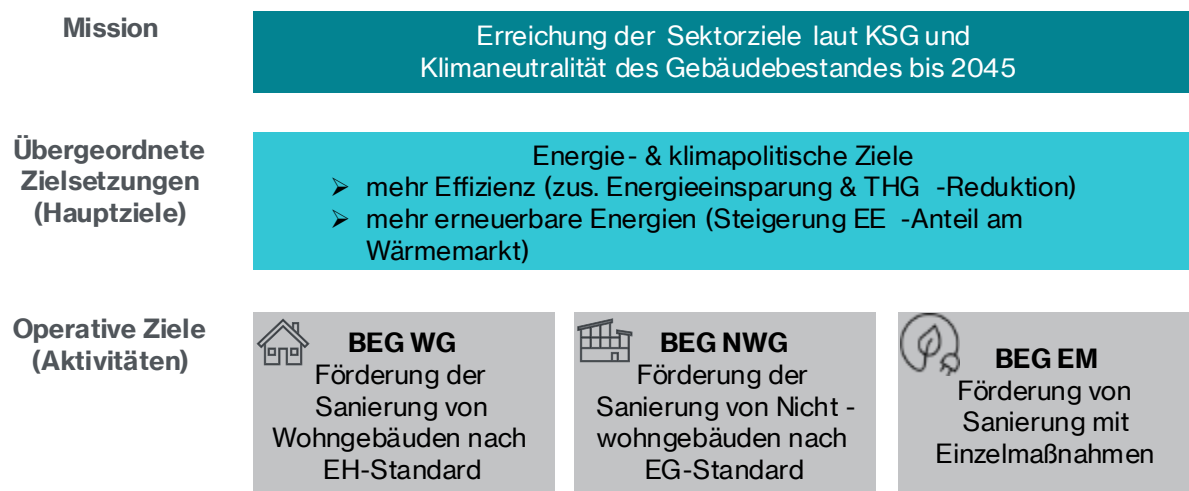 Mission
Erreichung der Sektorziele laut KSG und
Klimaneutralität des Gebäudebestandes bis 2045
Übergeordnete
Zielsetzungen
(Hauptziele)
Energie- & klimapolitische Ziele
➢ mehr Effizienz (zus. Energieeinsparung & THG -Reduktion)
➢ mehr erneuerbare Energien (Steigerung EE -Anteil am
Wärmemarkt)
Operative Ziele
(Aktivitäten)
BEG WG
Förderung der
Sanierung von
Wohngebäuden nach
EH-Standard
BEG NWG
Förderung der
Sanierung von Nicht -
wohngebäuden nach
EG-Standard
BEG EM
Förderung von
Sanierung mit
Einzelmaßnahmen